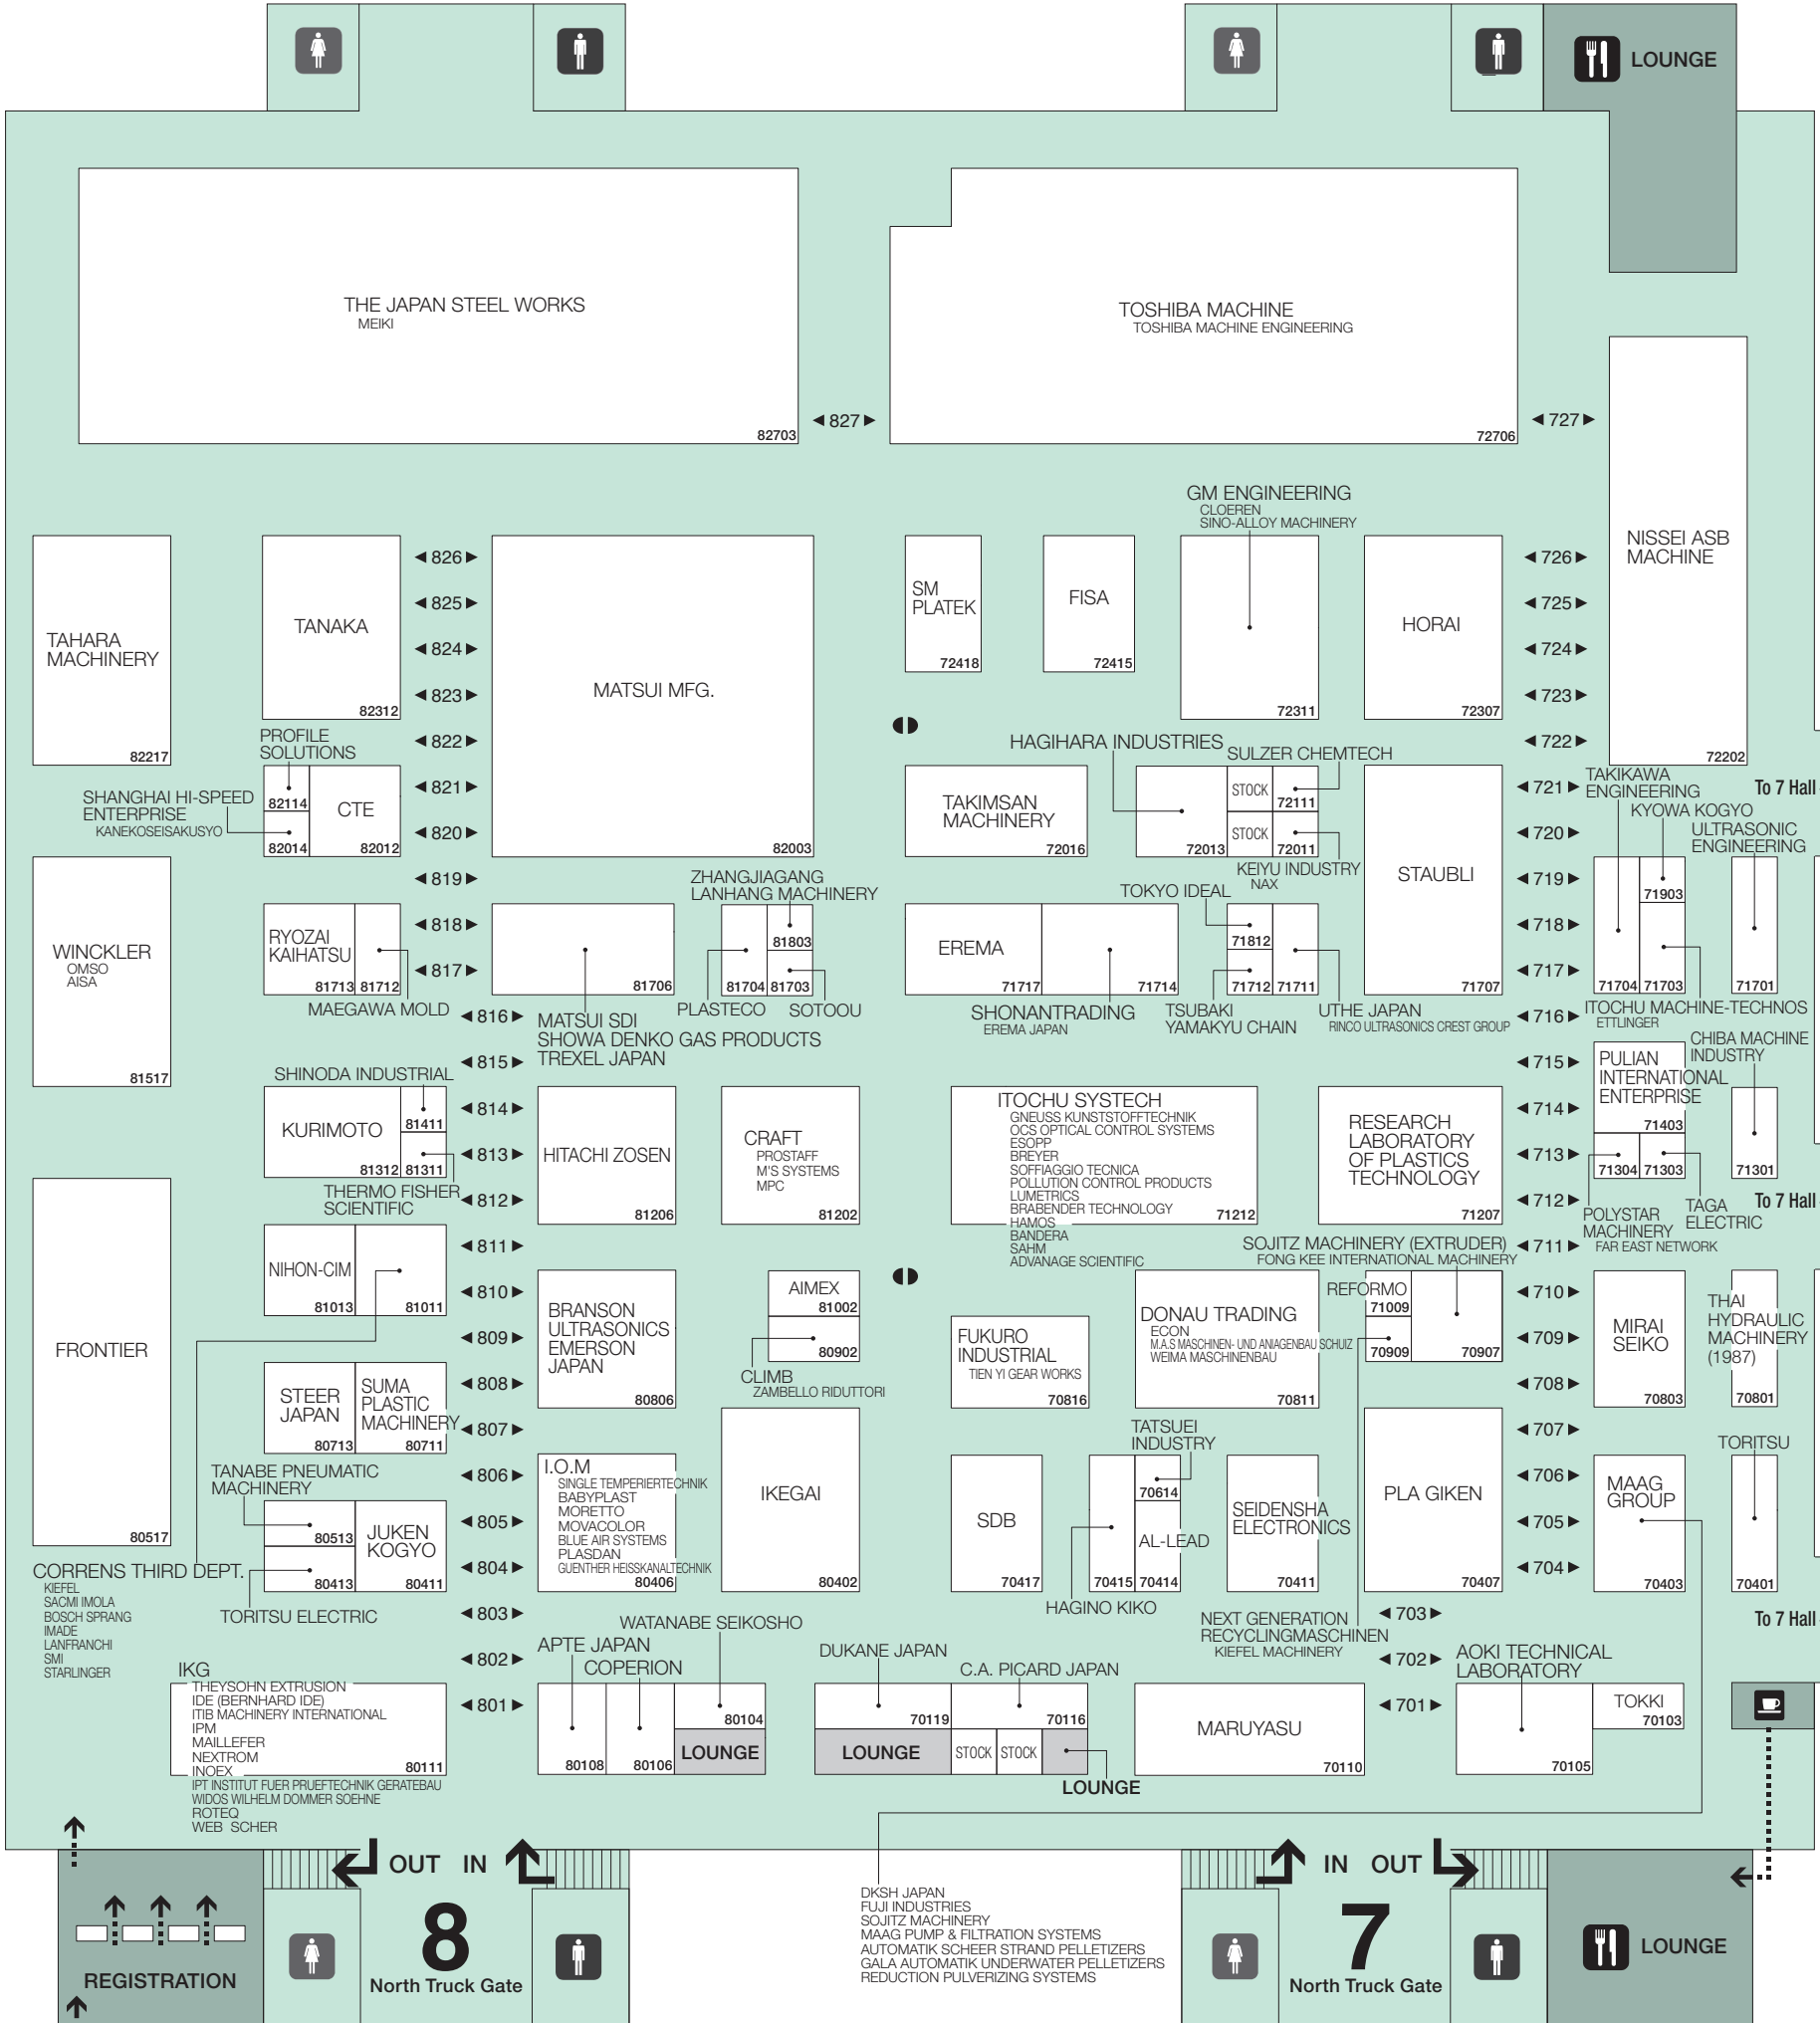 LOUNGE
THE JAPAN STEEL WORKS
MEIKI
82703
◄ 827 ►
TOSHIBA MACHINE
TOSHIBA MACHINE ENGINEERING
72706
◄ 727 ►
NISSEI ASB
MACHINE
72202
TAHARA
MACHINERY
82217
TANAKA
82312
◄ 826 ►
◄ 825 ►
◄ 824 ►
◄ 823 ►
◄ 822 ►
◄ 821 ►
◄ 820 ►
◄ 819 ►
◄ 818 ►
◄ 817 ►
◄ 816 ►
◄ 815 ►
◄ 814 ►
◄ 813 ►
◄ 812 ►
◄ 811 ►
◄ 810 ►
◄ 809 ►
◄ 808 ►
◄ 807 ►
◄ 806 ►
◄ 805 ►
◄ 804 ►
◄ 803 ►
◄ 802 ►
◄ 801 ►
MATSUI MFG.
82003
SM
PLATEK
72418
FISA
72415
GM ENGINEERING
CLOEREN
SINO-ALLOY MACHINERY
72311
HORAI
72307
◄ 726 ►
◄ 725 ►
◄ 724 ►
◄ 723 ►
◄ 722 ►
◄ 721 ►
◄ 720 ►
◄ 719 ►
◄ 718 ►
◄ 717 ►
◄ 716 ►
◄ 715 ►
◄ 714 ►
◄ 713 ►
◄ 712 ►
◄ 711 ►
◄ 710 ►
◄ 709 ►
◄ 708 ►
◄ 707 ►
◄ 706 ►
◄ 705 ►
◄ 704 ►
◄ 703 ►
◄ 702 ►
◄ 701 ►
PROFILE
SOLUTIONS
82114
SHANGHAI HI-SPEED
ENTERPRISE
KANEKOSEISAKUSYO
82014
CTE
82012
HAGIHARA INDUSTRIES
72013
SULZER CHEMTECH
STOCK
72111
STOCK
72011
KEIYU INDUSTRY
NAX
TAKIMSAN
MACHINERY
72016
STAUBLI
71707
TAKIKAWA
ENGINEERING
71704
To 7 Hall
KYOWA KOGYO
71903
ULTRASONIC
ENGINEERING
71701
71703
ITOCHU MACHINE-TECHNOS
ETTLINGER
WINCKLER
OMSO
AISA
81517
RYOZAI
KAIHATSU
81713
81712
MAEGAWA MOLD
81706
MATSUI SDI
SHOWA DENKO GAS PRODUCTS
TREXEL JAPAN
ZHANGJIAGANG
LANHANG MACHINERY
81803
81704
81703
PLASTECO
SOTOOU
EREMA
71717
71714
SHONANTRADING
EREMA JAPAN
TOKYO IDEAL
71812
71712
71711
TSUBAKI
YAMAKYU CHAIN
UTHE JAPAN
RINCO ULTRASONICS CREST GROUP
SHINODA INDUSTRIAL
81411
KURIMOTO
81312
81311
THERMO FISHER
SCIENTIFIC
HITACHI ZOSEN
81206
CRAFT
PROSTAFF
M'S SYSTEMS
MPC
81202
ITOCHU SYSTECH
GNEUSS KUNSTSTOFFTECHNIK
OCS OPTICAL CONTROL SYSTEMS
ESOPP
BREYER
SOFFIAGGIO TECNICA
POLLUTION CONTROL PRODUCTS
LUMETRICS
BRABENDER TECHNOLOGY
HAMOS
BANDERA
SAHM
ADVANAGE SCIENTIFIC
71212
RESEARCH
LABORATORY
OF PLASTICS
TECHNOLOGY
71207
PULIAN
INTERNATIONAL
ENTERPRISE
71403
CHIBA MACHINE
INDUSTRY
71301
71304
71303
POLYSTAR
MACHINERY
FAR EAST NETWORK
TAGA
ELECTRIC
To 7 Hall
FRONTIER
80517
NIHON-CIM
81013
81011
BRANSON
ULTRASONICS
EMERSON
JAPAN
80806
AIMEX
81002
80902
CLIMB
ZAMBELLO RIDUTTORI
FUKURO
INDUSTRIAL
TIEN YI GEAR WORKS
70816
DONAU TRADING
ECON
M.A.S MASCHINEN- UND ANIAGENBAU SCHUIZ
WEIMA MASCHINENBAU
70811
SOJITZ MACHINERY (EXTRUDER)
FONG KEE INTERNATIONAL MACHINERY
REFORMO
71009
70909
70907
MIRAI
SEIKO
70803
THAI
HYDRAULIC
MACHINERY
(1987)
70801
STEER
JAPAN
80713
SUMA
PLASTIC
MACHINERY
80711
TANABE PNEUMATIC
MACHINERY
80513
JUKEN
KOGYO
80411
80413
TORITSU ELECTRIC
CORRENS THIRD DEPT.
KIEFEL
SACMI IMOLA
BOSCH SPRANG
IMADE
LANFRANCHI
SMI
STARLINGER
I.O.M
SINGLE TEMPERIERTECHNIK
BABYPLAST
MORETTO
MOVACOLOR
BLUE AIR SYSTEMS
PLASDAN
GUENTHER HEISSKANALTECHNIK
80406
IKEGAI
80402
SDB
70417
TATSUEI
INDUSTRY
70614
AL-LEAD
70415
70414
HAGINO KIKO
SEIDENSHA
ELECTRONICS
70411
PLA GIKEN
70407
MAAG
GROUP
70403
TORITSU
70401
To 7 Hall
NEXT GENERATION
RECYCLINGMASCHINEN
KIEFEL MACHINERY
IKG
THEYSOHN EXTRUSION
IDE (BERNHARD IDE)
ITIB MACHINERY INTERNATIONAL
IPM
MAILLEFER
NEXTROM
INOEX
IPT INSTITUT FUER PRUEFTECHNIK GERATEBAU
WIDOS WILHELM DOMMER SOEHNE
ROTEQ
WEB SCHER
80111
APTE JAPAN
80108
COPERION
80106
WATANABE SEIKOSHO
80104
LOUNGE
DUKANE JAPAN
70119
LOUNGE
C.A. PICARD JAPAN
70116
STOCK
STOCK
LOUNGE
MARUYASU
70110
AOKI TECHNICAL
LABORATORY
70105
TOKKI
70103
OUT IN
8
North Truck Gate
REGISTRATION
DKSH JAPAN
FUJI INDUSTRIES
SOJITZ MACHINERY
MAAG PUMP & FILTRATION SYSTEMS
AUTOMATIK SCHEER STRAND PELLETIZERS
GALA AUTOMATIK UNDERWATER PELLETIZERS
REDUCTION PULVERIZING SYSTEMS
IN OUT
7
North Truck Gate
LOUNGE